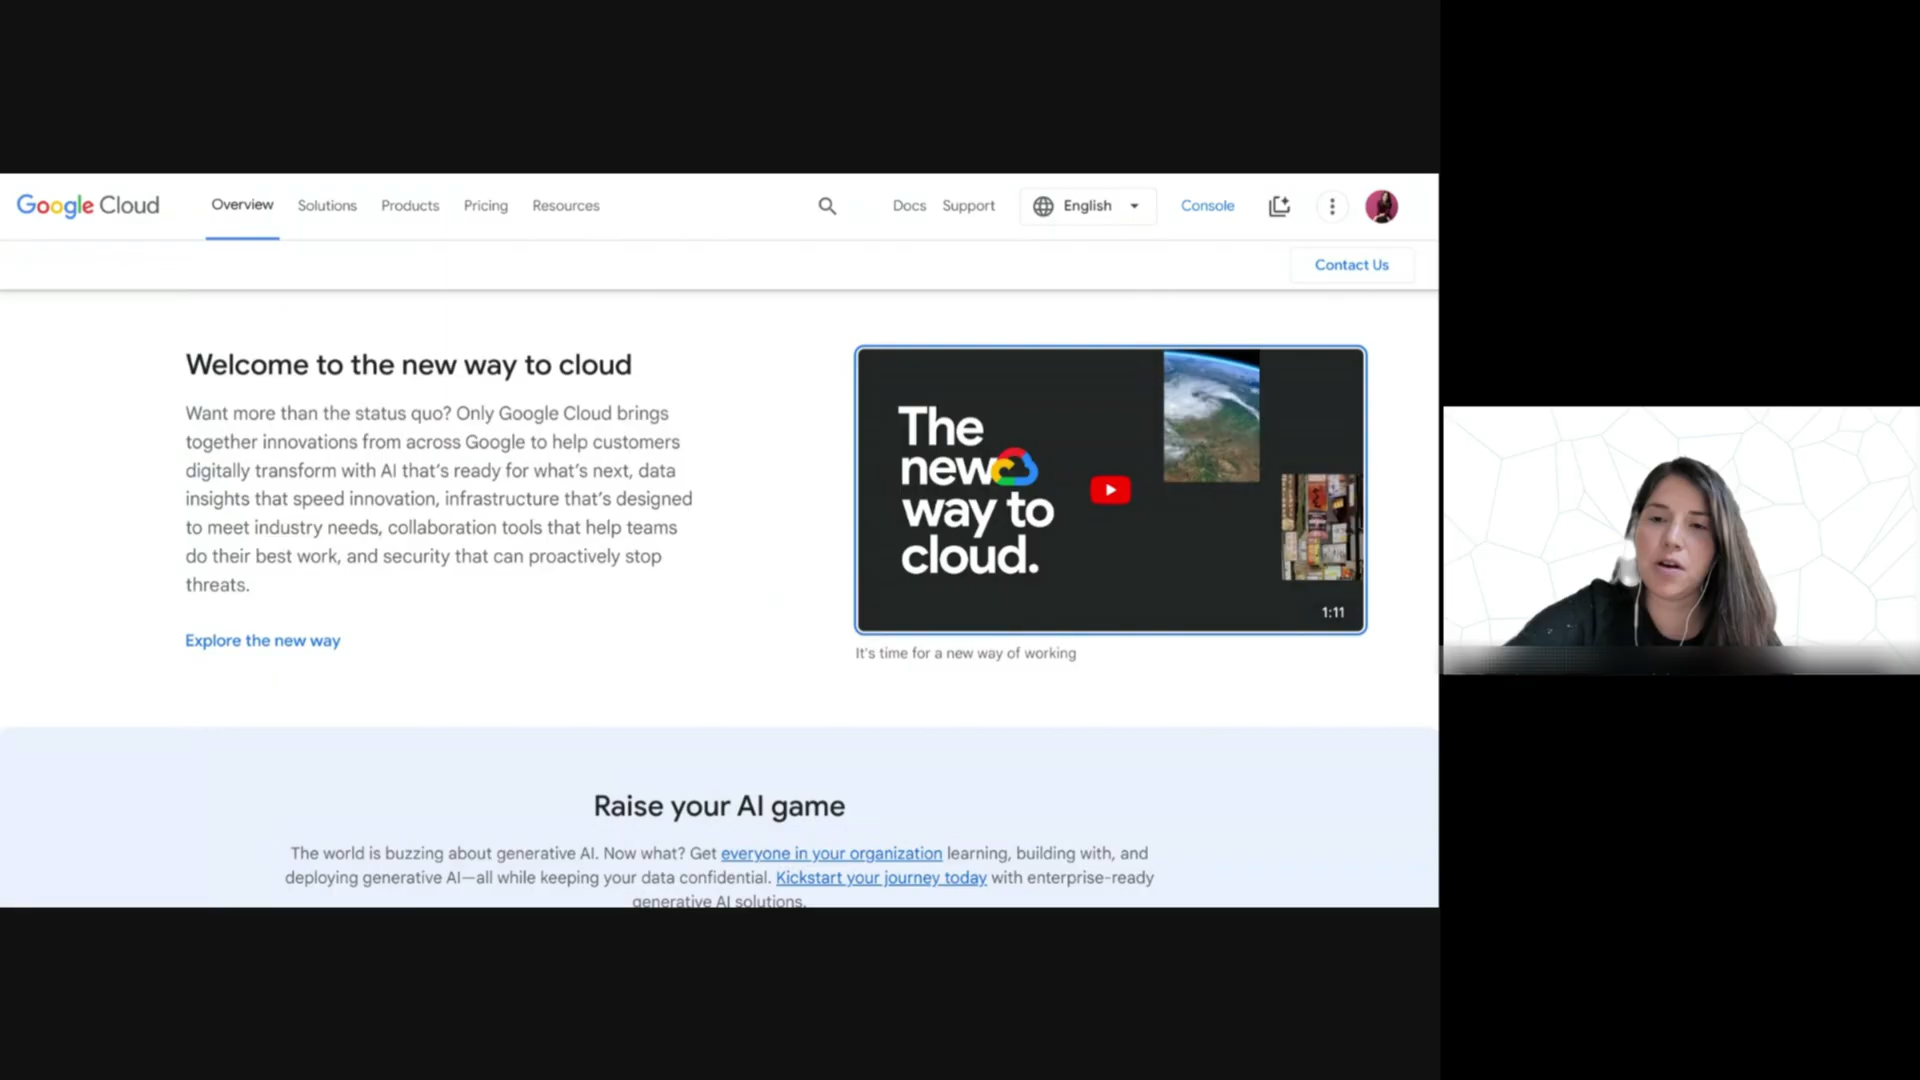 Google Cloud
Overview
Solutions
Products
Pricing
Resources
Docs
Support
English
Console
Contact Us
Welcome to the new way to cloud
Want more than the status quo? Only Google Cloud brings
together innovations from across Google to help customers
digitally transform with AI that's ready for what's next, data
insights that speed innovation, infrastructure that's designed
to meet industry needs, collaboration tools that help teams
do their best work, and security that can proactively stop
threats.
Explore the new way
The
new
way to
cloud.
1:11
It's time for a new way of working
Raise your AI game
The world is buzzing about generative AI. Now what? Get everyone in your organization learning, building with, and
deploying generative AI—all while keeping your data confidential. Kickstart your journey today with enterprise-ready
generative AI solutions.